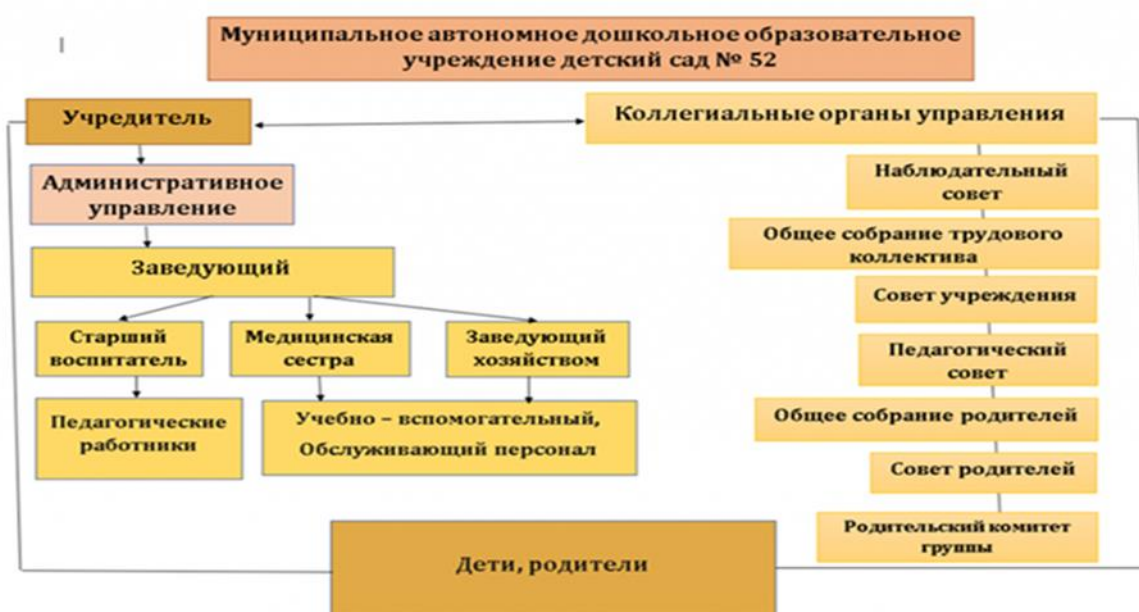 Муниципальное автономное дошкольное образовательное
учреждение детский сад № 52
Учредитель
Коллегиальные органы управления
Административное
управление
Заведующий
Старший
воспитатель
Медицинская
сестра
Заведующий
хозяйством
Педагогические
работники
Учебно – вспомогательный,
Обслуживающий персонал
Наблюдательный
совет
Общее собрание трудового
коллектива
Совет учреждения
Педагогический
совет
Общее собрание родителей
Совет родителей
Родительский комитет
группы
Дети, родители